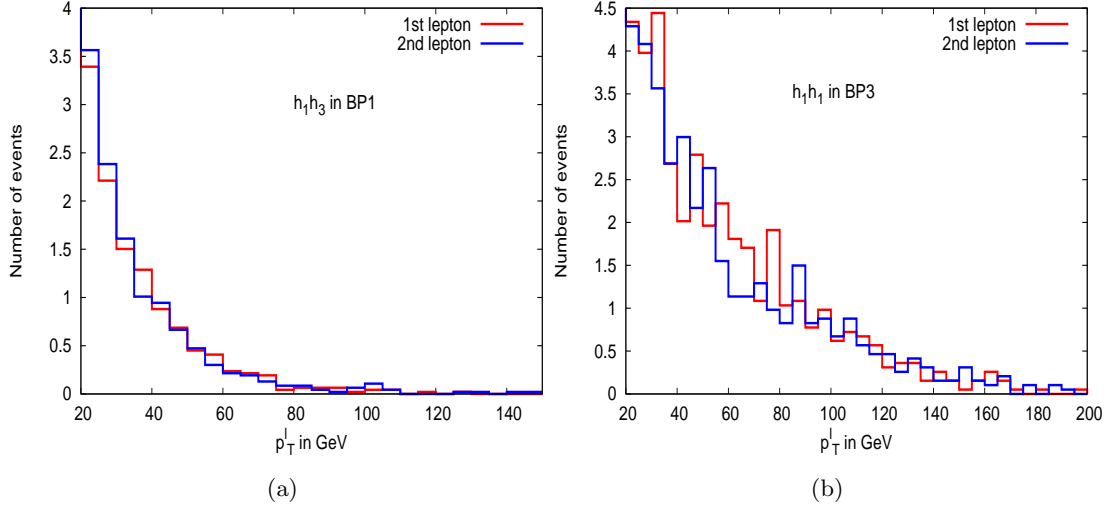 4
3.5
3
2.5
2
1.5
1
0.5
0
Number of events
1st lepton
2nd lepton
h₁h₃ in BP1
20 40 60 80 100 120 140
p_T^l in GeV
(a)
4.5
4
3.5
3
2.5
2
1.5
1
0.5
0
Number of events
1st lepton
2nd lepton
h₁h₁ in BP3
20 40 60 80 100 120 140 160 180 200
p_T^l in GeV
(b)